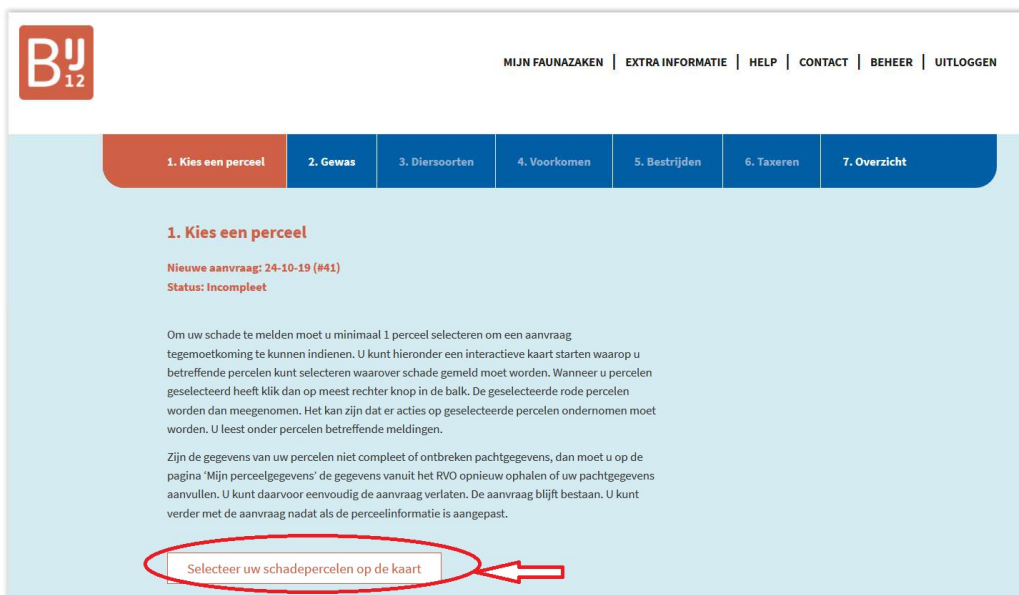 BIJ
12
MIJN FAUNAZAKEN | EXTRA INFORMATIE | HELP | CONTACT | BEHEER | UITLOGGEN
1. Kies een perceel 2. Gewas 3. Diersoorten 4. Voorkomen 5. Bestrijden 6. Taxeren 7. Overzicht
1. Kies een perceel
Nieuwe aanvraag: 24-10-19 (#41)
Status: Incompleet
Om uw schade te melden moet u minimaal 1 perceel selecteren om een aanvraag
tegemoetkoming te kunnen indienen. U kunt hieronder een interactieve kaart starten waarop u
betreffende percelen kunt selecteren waarover schade gemeld moet worden. Wanneer u percelen
geselecteerd heeft klik dan op meest rechter knop in de balk. De geselecteerde rode percelen
worden dan meegenomen. Het kan zijn dat er acties op geselecteerde percelen ondernomen moet
worden. U leest onder percelen betreffende meldingen.
Zijn de gegevens van uw percelen niet compleet of ontbreken pachtgegevens, dan moet u op de
pagina ‘Mijn perceelgegevens’ de gegevens vanuit het RVO opnieuw ophalen of uw pachtgegevens
aanvullen. U kunt daarvoor eenvoudig de aanvraag verlaten. De aanvraag blijft bestaan. U kunt
verder met de aanvraag nadat als de perceelinformatie is aangepast.
Selecteer uw schadepercelen op de kaart